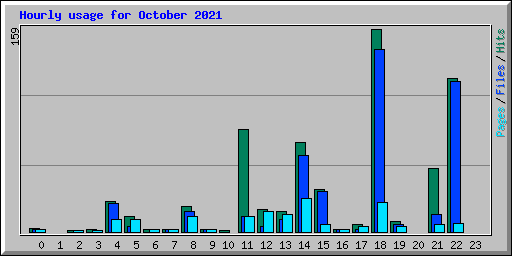 Hourly usage for October 2021
159
Pages/Files/Hits
0 1 2 3 4 5 6 7 8 9 10 11 12 13 14 15 16 17 18 19 20 21 22 23